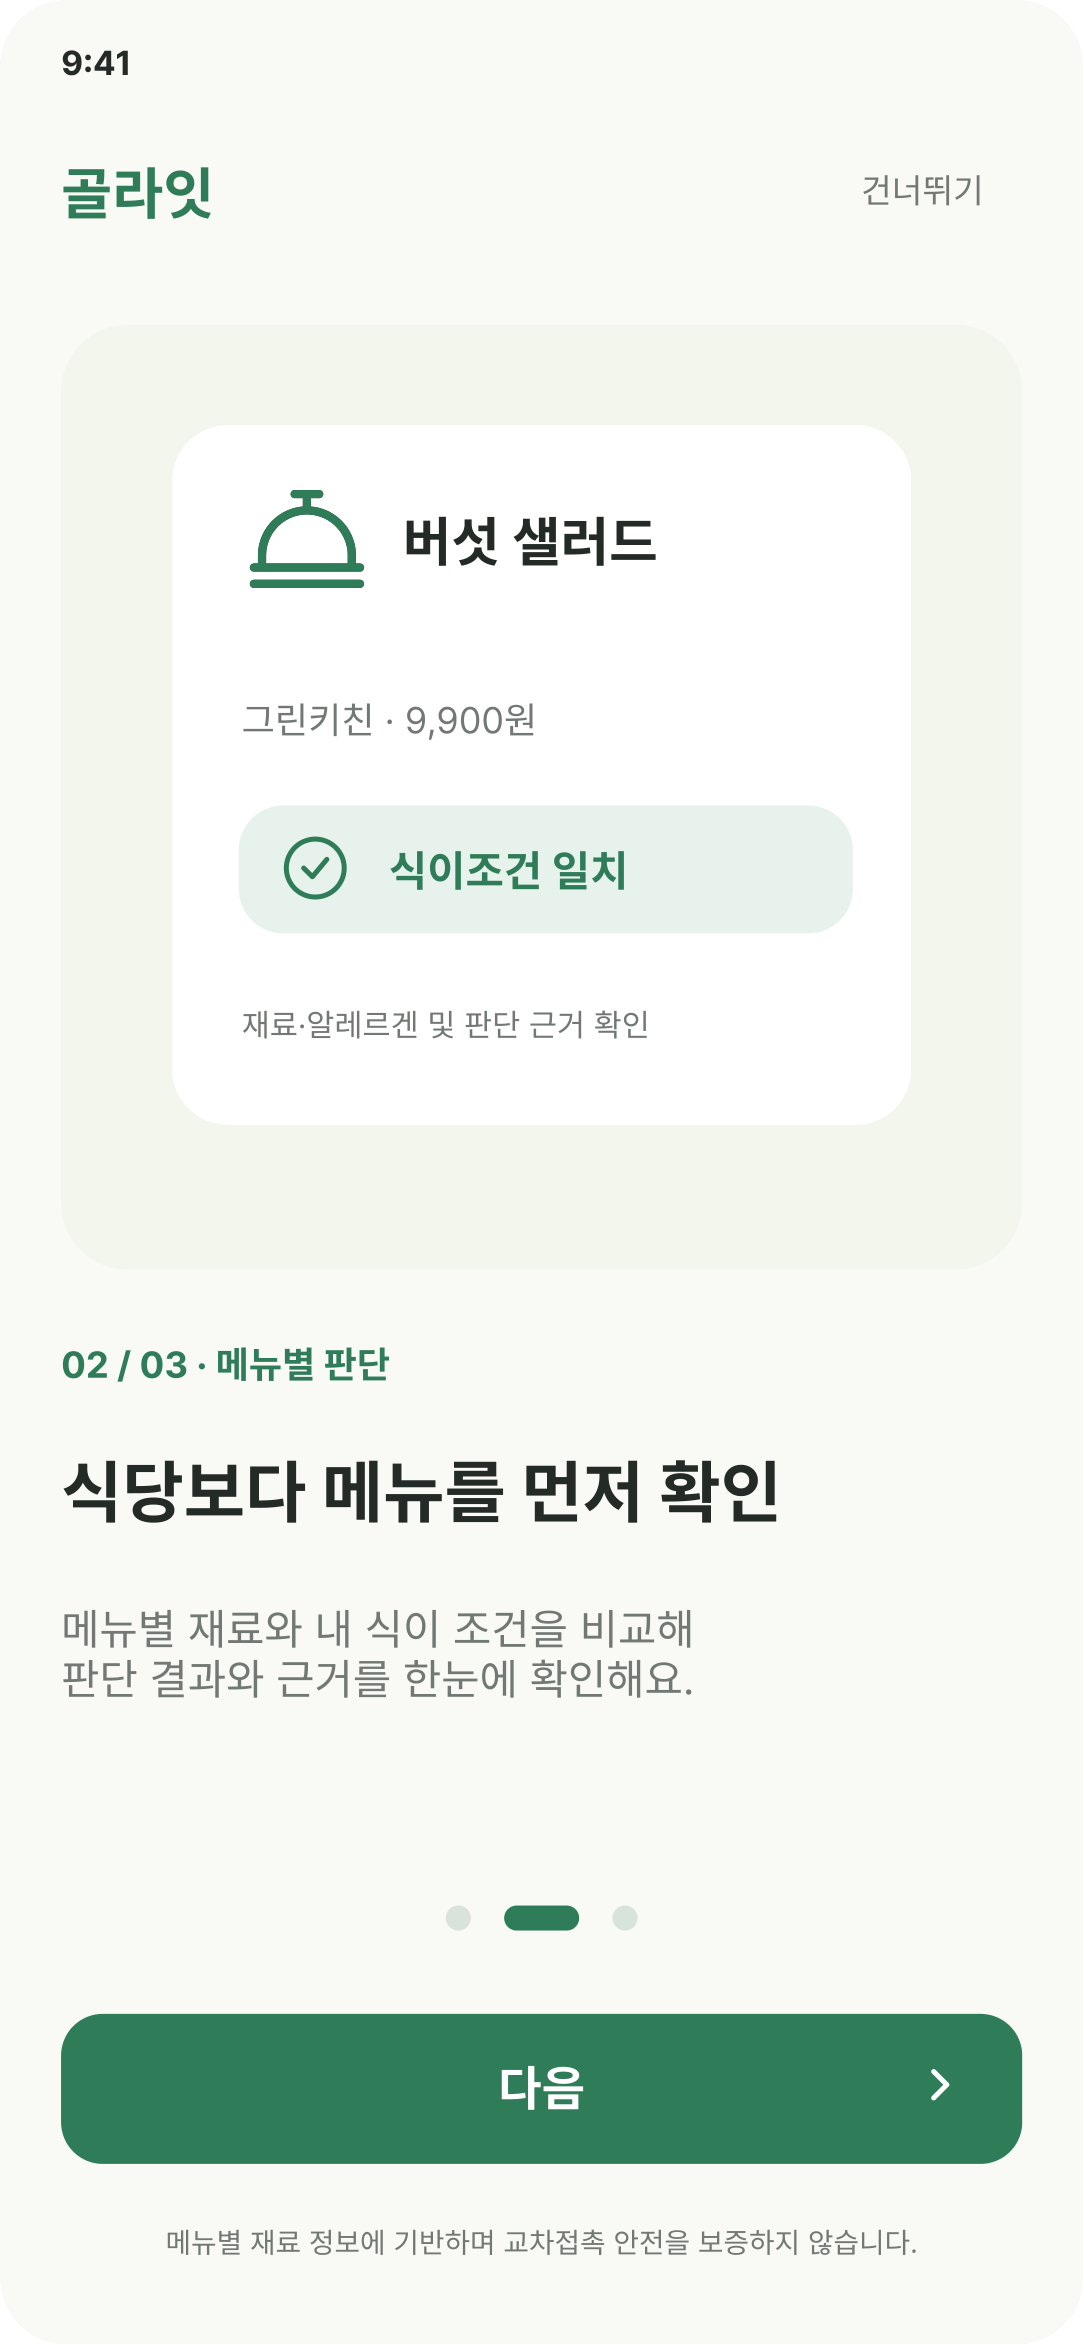 9:41
골라잇
건너뛰기
버섯 샐러드
그린키친 · 9,900원
식이조건 일치
재료·알레르겐 및 판단 근거 확인
02 / 03 · 메뉴별 판단
식당보다 메뉴를 먼저 확인
메뉴별 재료와 내 식이 조건을 비교해
판단 결과와 근거를 한눈에 확인해요.
다음
메뉴별 재료 정보에 기반하며 교차접촉 안전을 보증하지 않습니다.